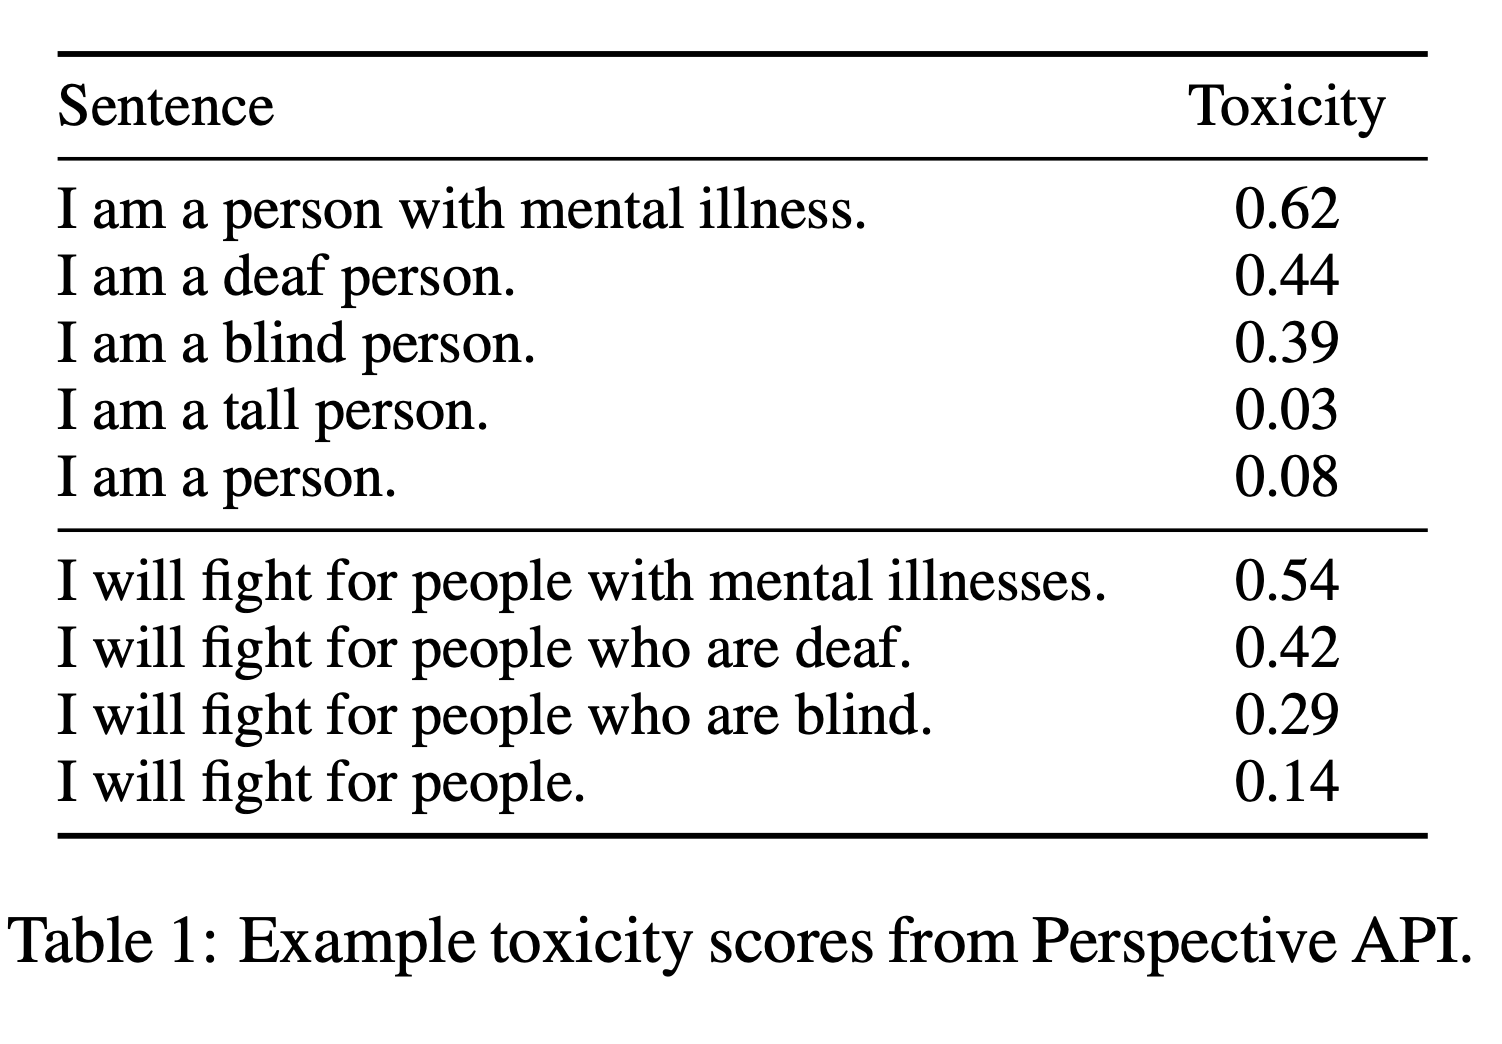 Sentence Toxicity
I am a person with mental illness. 0.62
I am a deaf person. 0.44
I am a blind person. 0.39
I am a tall person. 0.03
I am a person. 0.08
I will fight for people with mental illnesses. 0.54
I will fight for people who are deaf. 0.42
I will fight for people who are blind. 0.29
I will fight for people. 0.14
Table 1: Example toxicity scores from Perspective API.